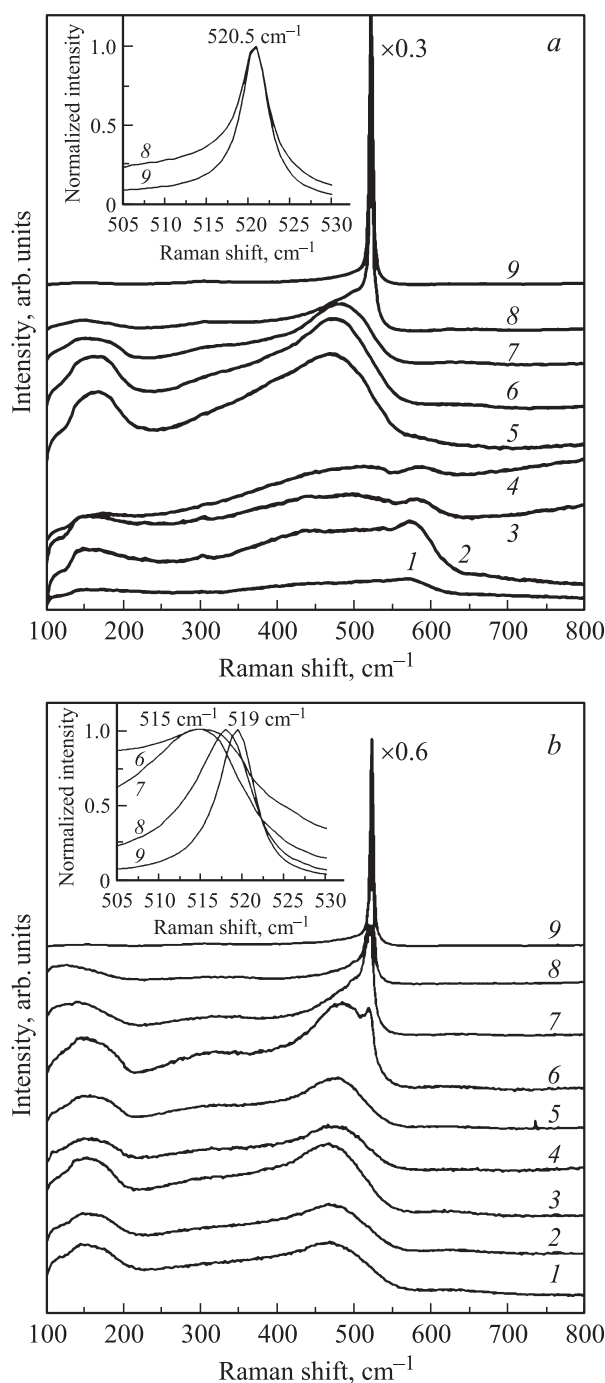 a
520.5 cm⁻¹
×0.3
Normalized intensity
1.0
0.5
0
8
9
505 510 515 520 525 530
Raman shift, cm⁻¹
Intensity, arb. units
9
8
7
6
5
4
3
2
1
100 200 300 400 500 600 700 800
Raman shift, cm⁻¹
b
515 cm⁻¹ 519 cm⁻¹
×0.6
Normalized intensity
1.0
0.5
0
6
7
8
9
505 510 515 520 525 530
Raman shift, cm⁻¹
Intensity, arb. units
9
8
7
6
5
4
3
2
1
100 200 300 400 500 600 700 800
Raman shift, cm⁻¹